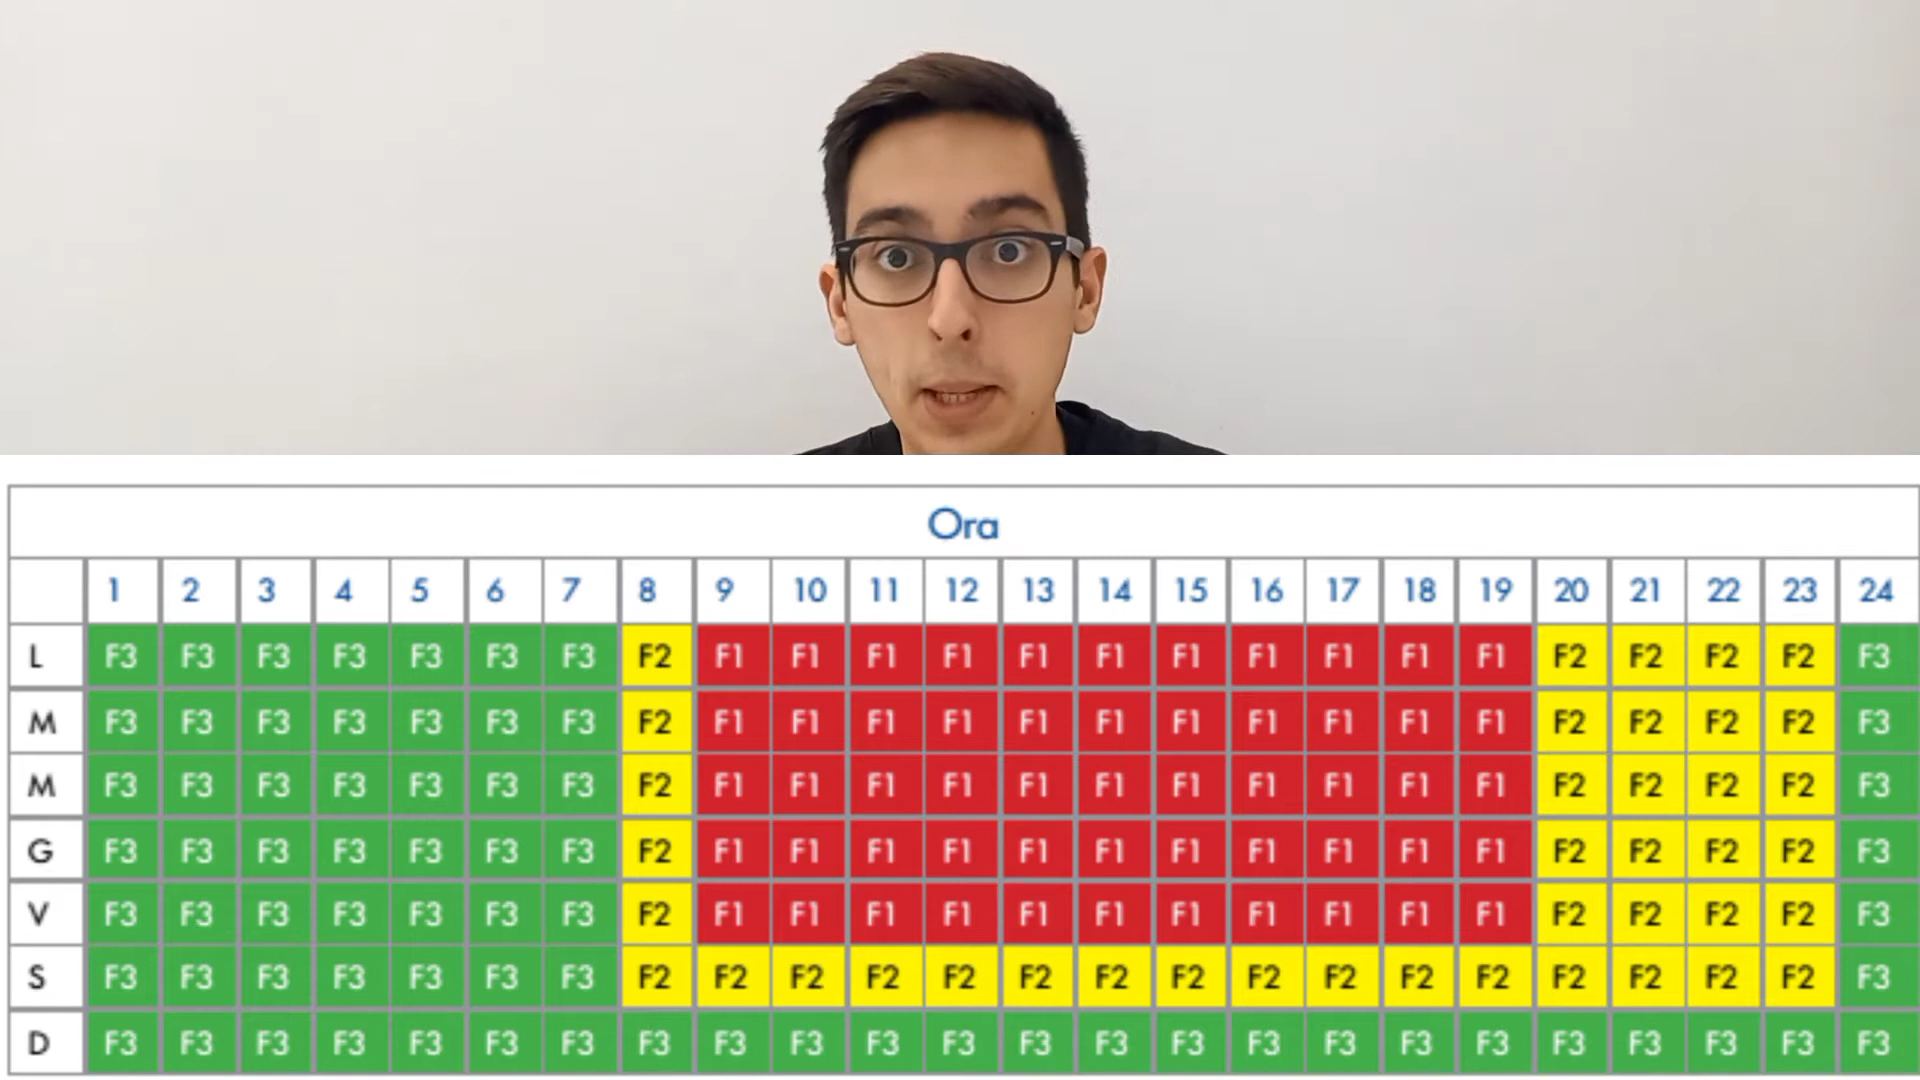 Ora
1 2 3 4 5 6 7 8 9 10 11 12 13 14 15 16 17 18 19 20 21 22 23 24
L F3 F3 F3 F3 F3 F3 F3 F2 F1 F1 F1 F1 F1 F1 F1 F1 F1 F1 F1 F2 F2 F2 F2 F3
M F3 F3 F3 F3 F3 F3 F3 F2 F1 F1 F1 F1 F1 F1 F1 F1 F1 F1 F1 F2 F2 F2 F2 F3
M F3 F3 F3 F3 F3 F3 F3 F2 F1 F1 F1 F1 F1 F1 F1 F1 F1 F1 F1 F2 F2 F2 F2 F3
G F3 F3 F3 F3 F3 F3 F3 F2 F1 F1 F1 F1 F1 F1 F1 F1 F1 F1 F1 F2 F2 F2 F2 F3
V F3 F3 F3 F3 F3 F3 F3 F2 F1 F1 F1 F1 F1 F1 F1 F1 F1 F1 F1 F2 F2 F2 F2 F3
S F3 F3 F3 F3 F3 F3 F3 F2 F2 F2 F2 F2 F2 F2 F2 F2 F2 F2 F2 F2 F2 F2 F2 F3
D F3 F3 F3 F3 F3 F3 F3 F3 F3 F3 F3 F3 F3 F3 F3 F3 F3 F3 F3 F3 F3 F3 F3 F3